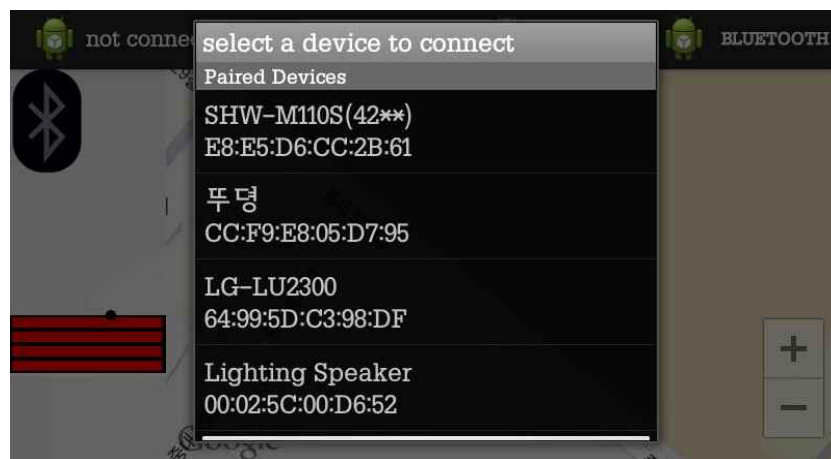 not conne
select a device to connect
BLUETOOTH
Paired Devices
SHW-M110S(42**)
E8:E5:D6:CC:2B:61
뚜뎡
CC:F9:E8:05:D7:95
LG-LU2300
64:99:5D:C3:98:DF
Lighting Speaker
00:02:5C:00:D6:52
+
−
Google